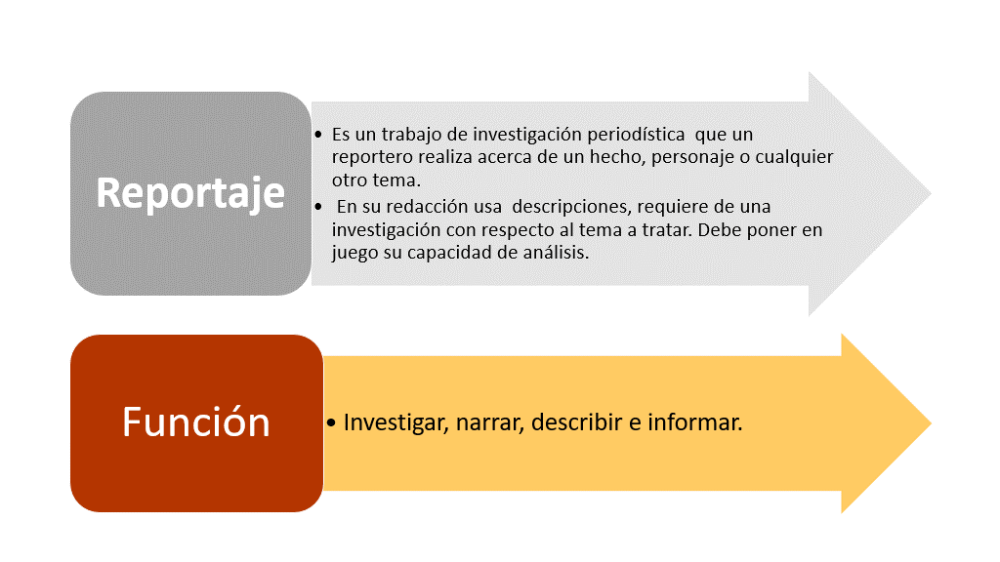 Reportaje
• Es un trabajo de investigación periodística  que un
reportero realiza acerca de un hecho, personaje o cualquier
otro tema.
•  En su redacción usa  descripciones, requiere de una
investigación con respecto al tema a tratar. Debe poner en
juego su capacidad de análisis.
Función
• Investigar, narrar, describir e informar.